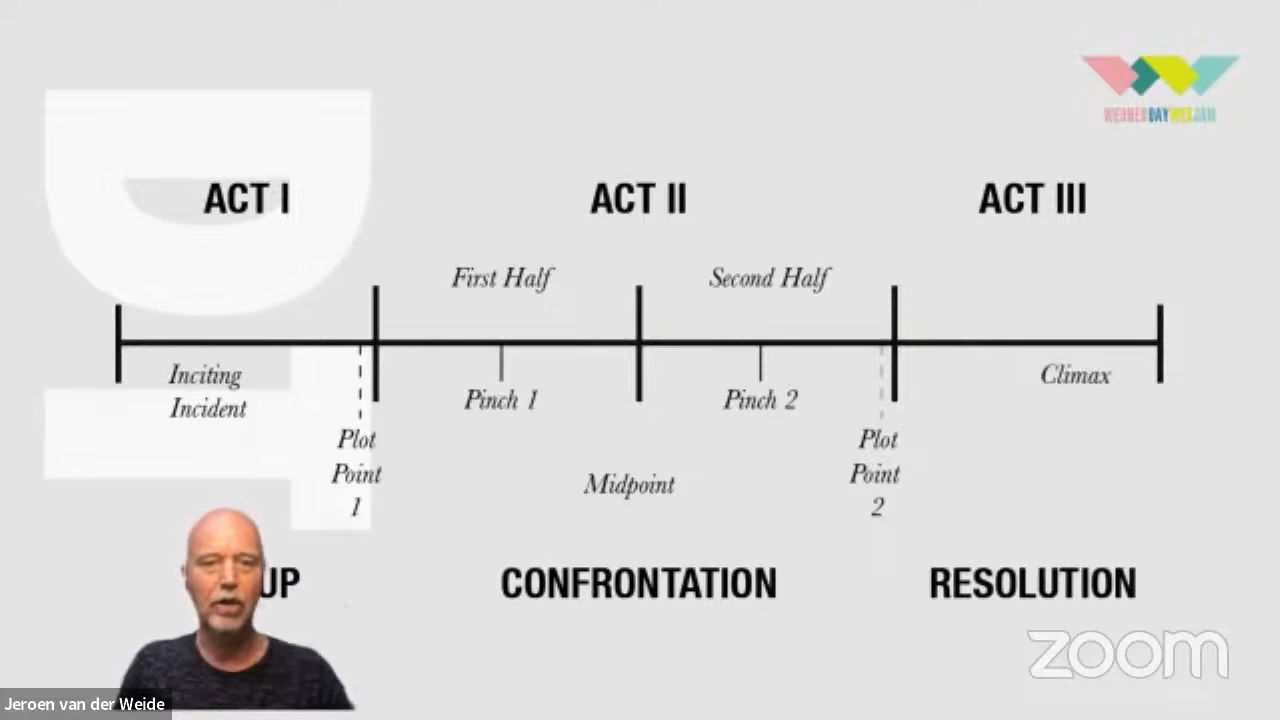 WEDNESDAYWEBJAM
ACT I
ACT II
ACT III
First Half
Second Half
Inciting
Incident
Climax
Pinch 1
Pinch 2
Plot
Point
1
Midpoint
Plot
Point
2
UP
CONFRONTATION
RESOLUTION
zoom
Jeroen van der Weide